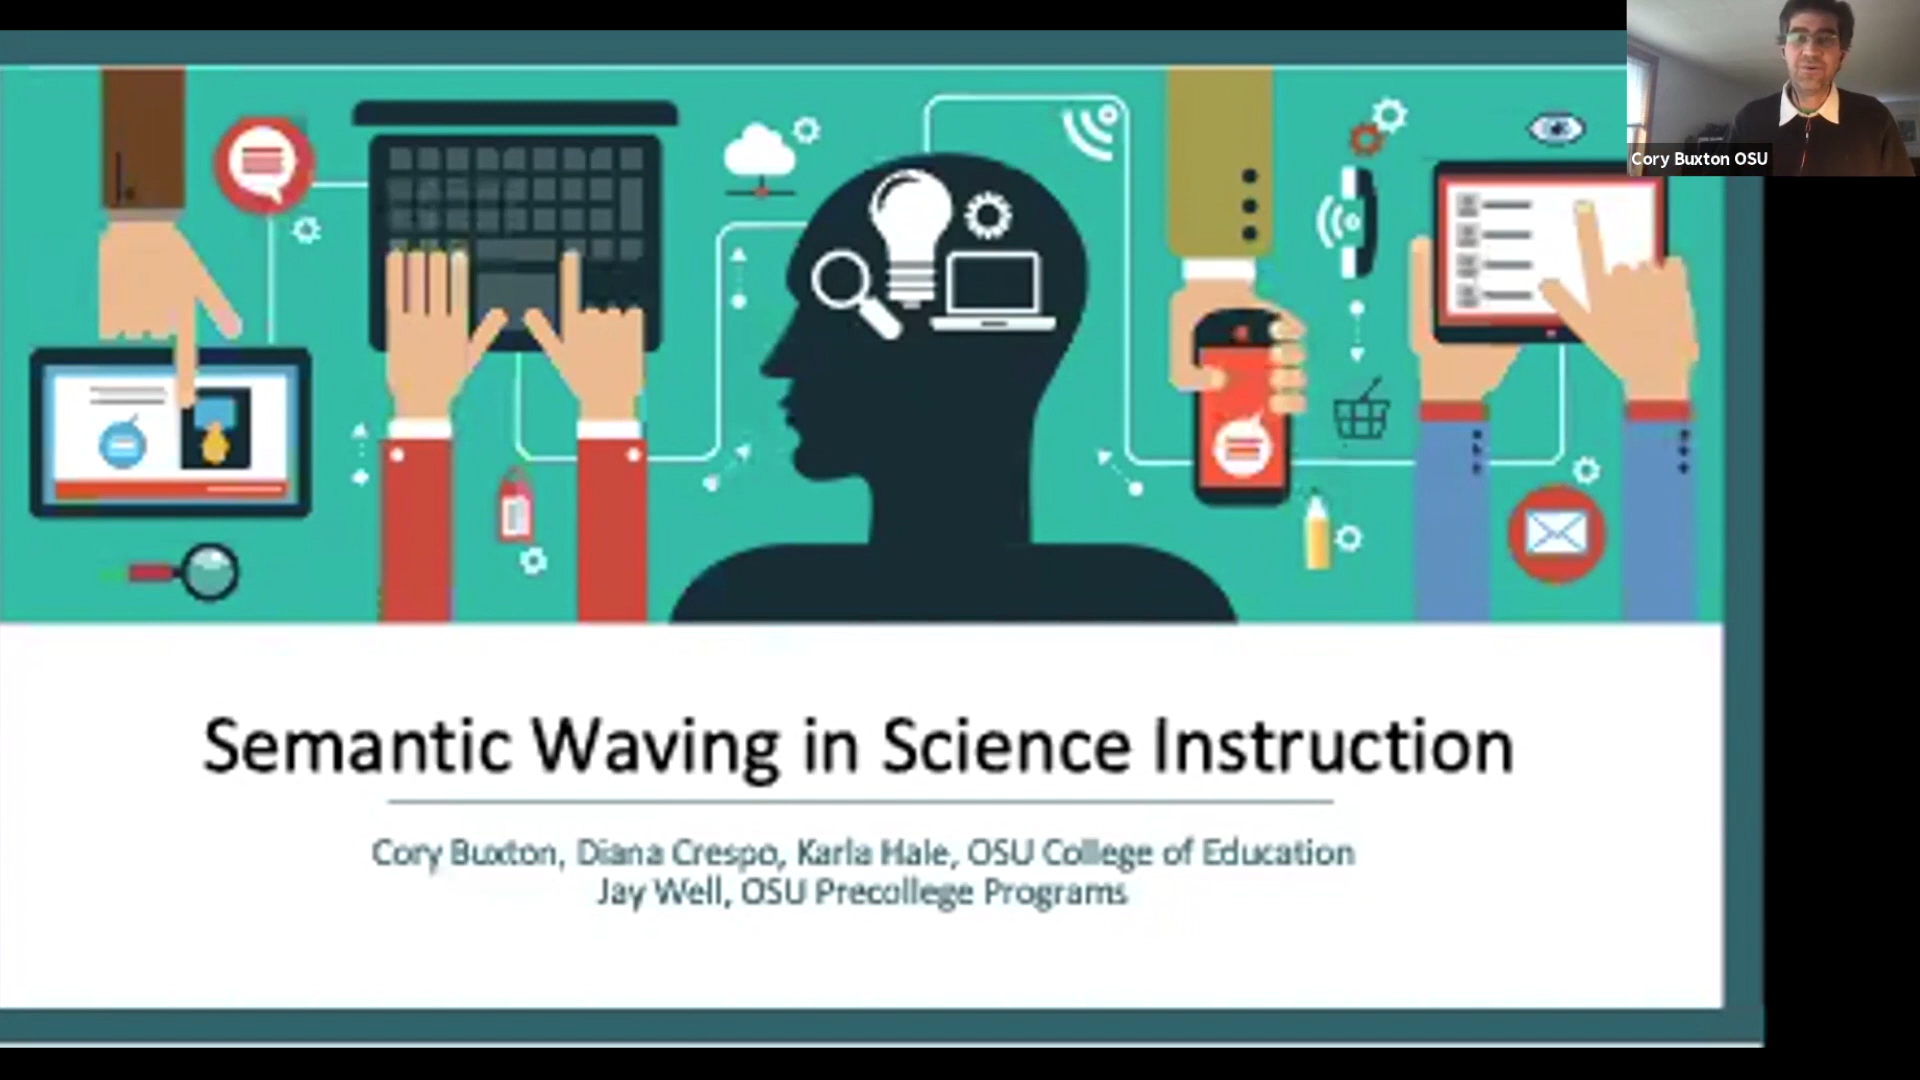 Cory Buxton OSU
Semantic Waving in Science Instruction
Cory Buxton, Diana Crespo, Karla Hale, OSU College of Education
Jay Well, OSU Precollege Programs